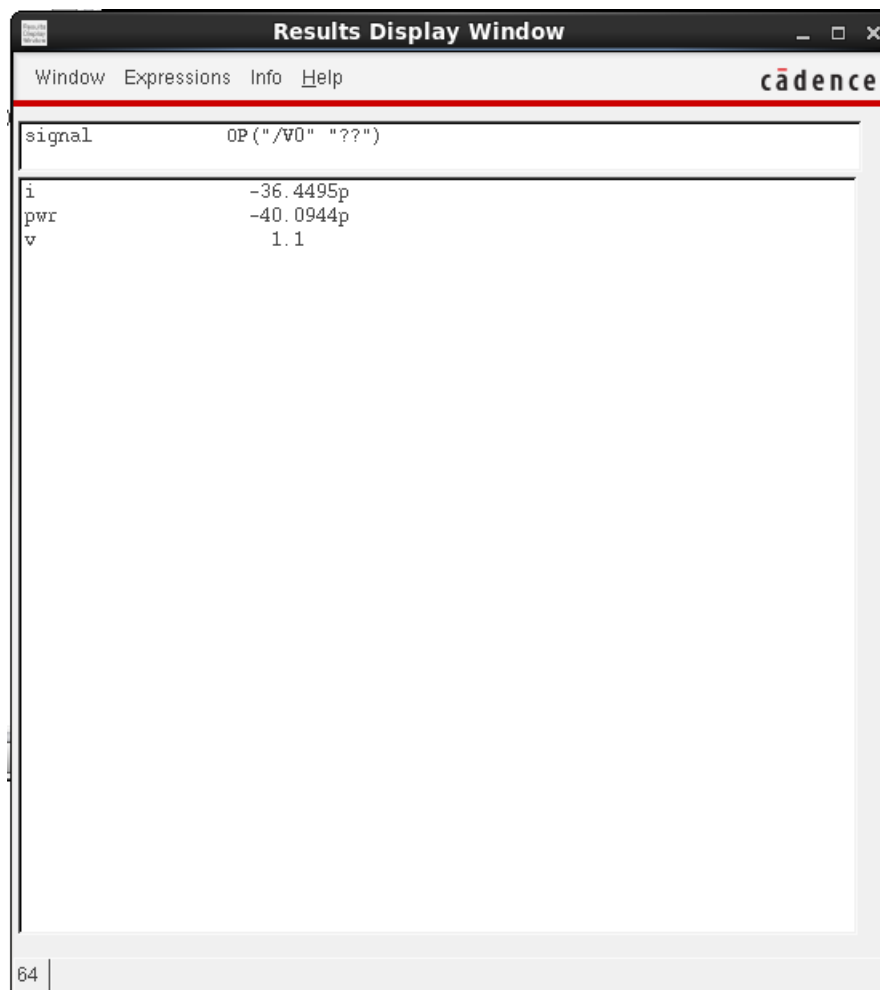 Results Display Window
Window Expressions Info Help
cādence
signal OP("/V0" "??")
i -36.4495p
pwr -40.0944p
v 1.1
64